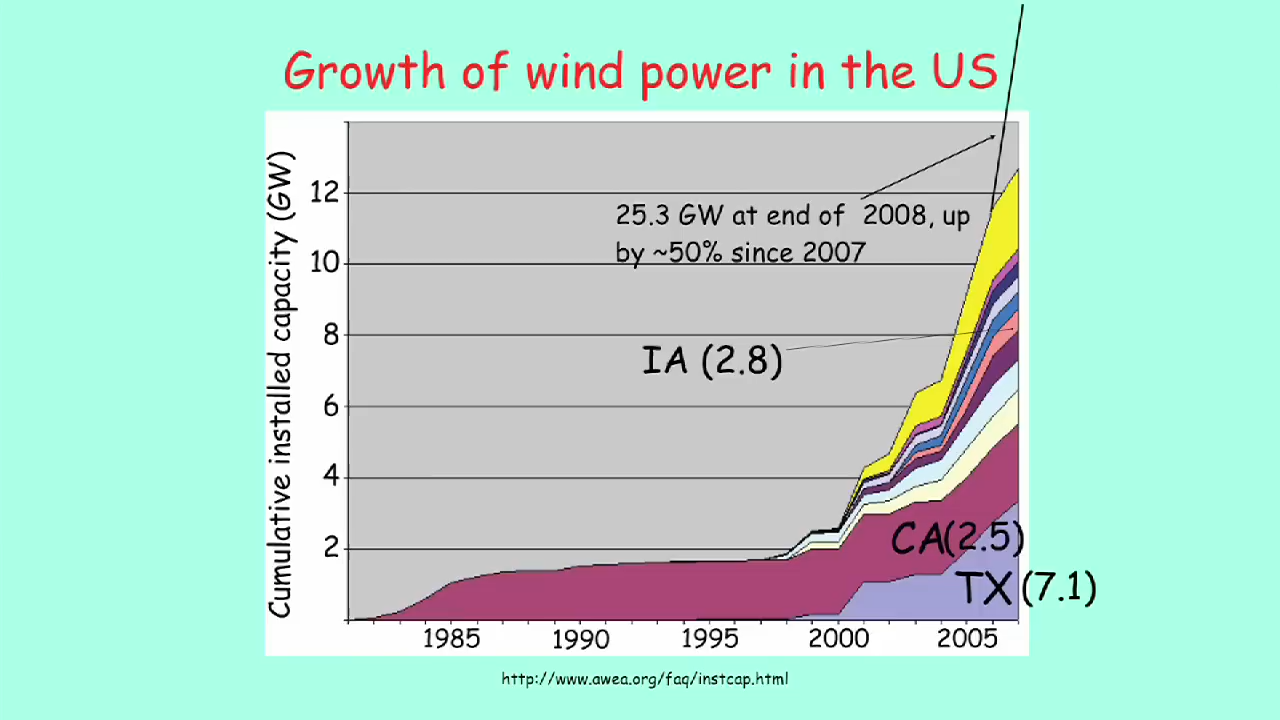 Growth of wind power in the US
Cumulative installed capacity (GW)
12
10
8
6
4
2
25.3 GW at end of 2008, up
by ~50% since 2007
IA (2.8)
CA(2.5)
TX (7.1)
1985 1990 1995 2000 2005
http://www.awea.org/faq/instcap.html